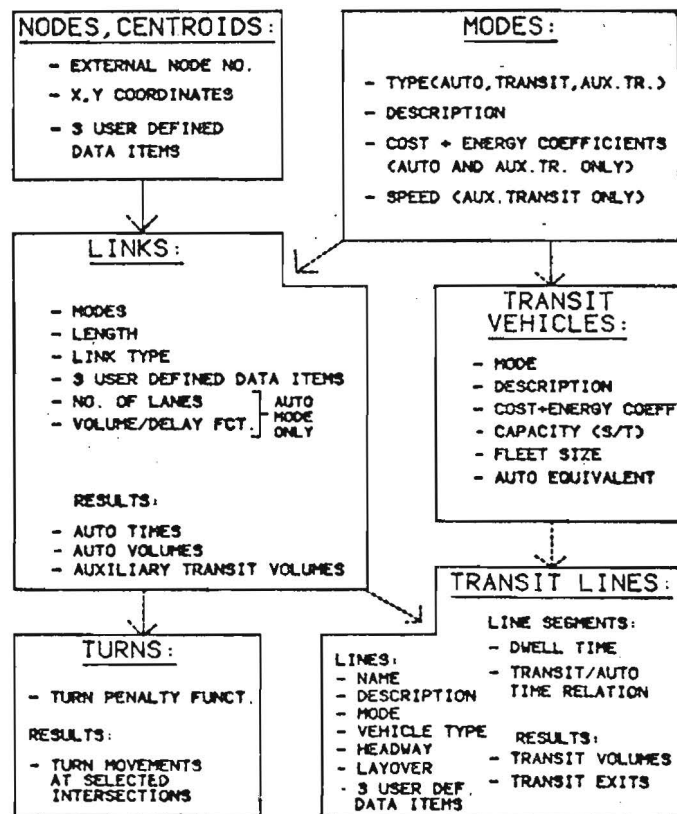 NODES,CENTROIDS:
- EXTERNAL NODE NO.
- X,Y COORDINATES
- 3 USER DEFINED
DATA ITEMS
MODES:
- TYPE(AUTO,TRANSIT,AUX.TR.)
- DESCRIPTION
- COST + ENERGY COEFFICIENTS
(AUTO AND AUX.TR. ONLY)
- SPEED (AUX.TRANSIT ONLY)
LINKS:
- MODES
- LENGTH
- LINK TYPE
- 3 USER DEFINED DATA ITEMS
- NO. OF LANES
- VOLUME/DELAY FCT.
AUTO
MODE
ONLY
RESULTS:
- AUTO TIMES
- AUTO VOLUMES
- AUXILIARY TRANSIT VOLUMES
TRANSIT
VEHICLES:
- MODE
- DESCRIPTION
- COST+ENERGY COEFF
- CAPACITY (S/T)
- FLEET SIZE
- AUTO EQUIVALENT
TURNS:
- TURN PENALTY FUNCT.
RESULTS:
- TURN MOVEMENTS
AT SELECTED
INTERSECTIONS
TRANSIT LINES:
LINES:
- NAME
- DESCRIPTION
- MODE
- VEHICLE TYPE
- HEADWAY
- LAYOVER
- 3 USER DEF.
DATA ITEMS
LINE SEGMENTS:
- DWELL TIME
- TRANSIT/AUTO
TIME RELATION
RESULTS:
- TRANSIT VOLUMES
- TRANSIT EXITS